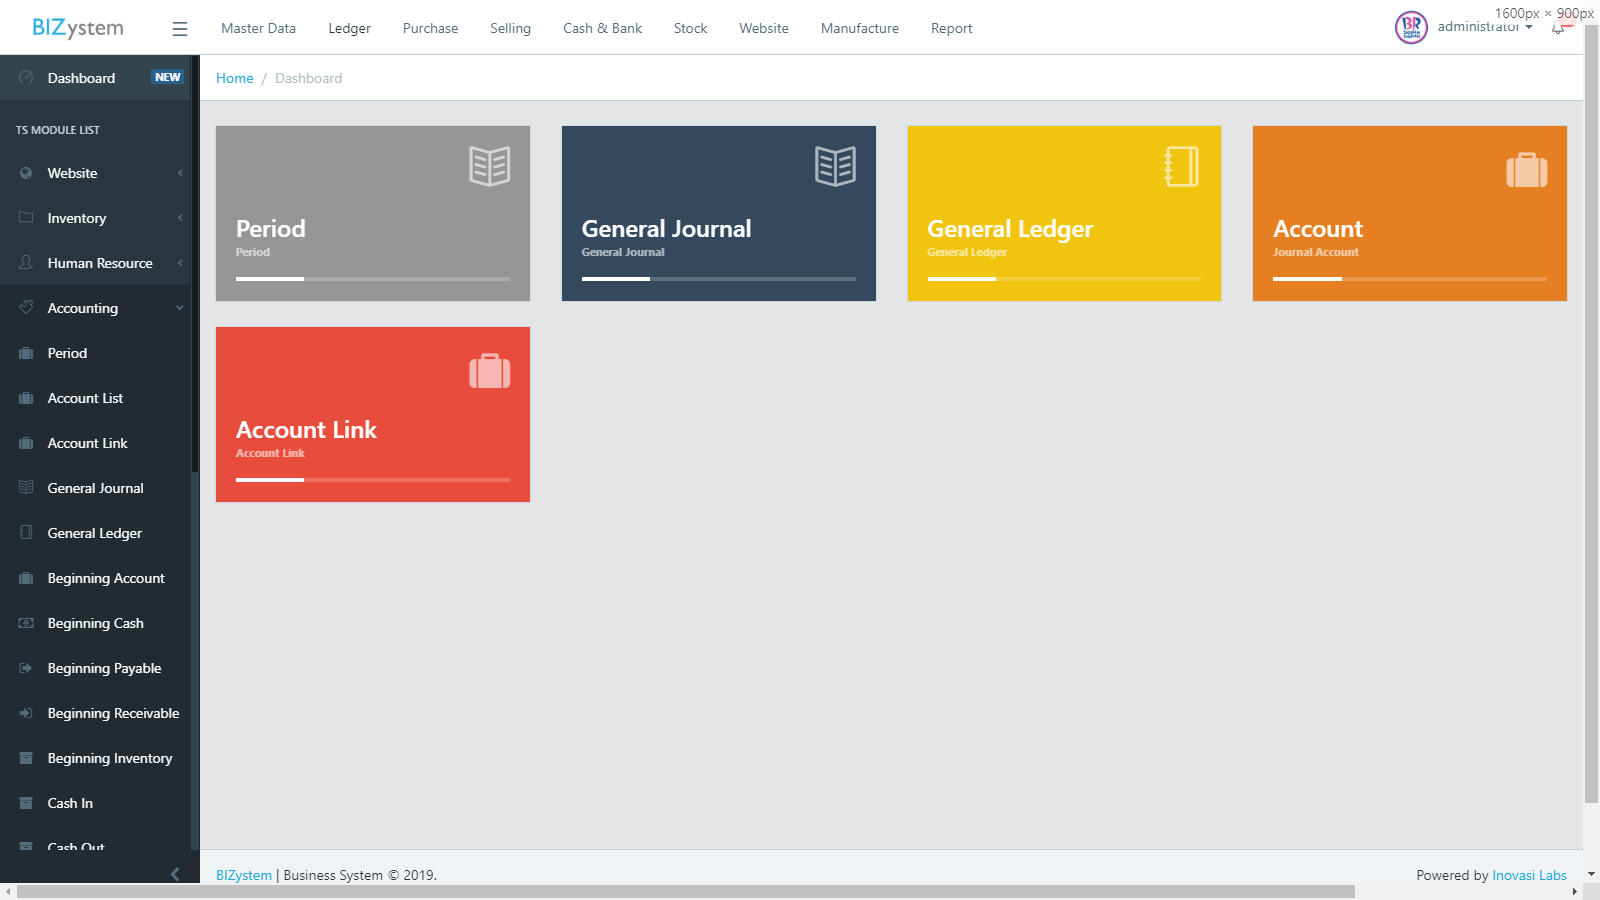 BIZystem
Master Data
Ledger
Purchase
Selling
Cash & Bank
Stock
Website
Manufacture
Report
administrator
1600px × 900px
Dashboard NEW
TS MODULE LIST
Website
Inventory
Human Resource
Accounting
Period
Account List
Account Link
General Journal
General Ledger
Beginning Account
Beginning Cash
Beginning Payable
Beginning Receivable
Beginning Inventory
Cash In
Cash Out
Home / Dashboard
Period
Period
General Journal
General Journal
General Ledger
General Ledger
Account
Journal Account
Account Link
Account Link
BIZystem | Business System © 2019.
Powered by Inovasi Labs